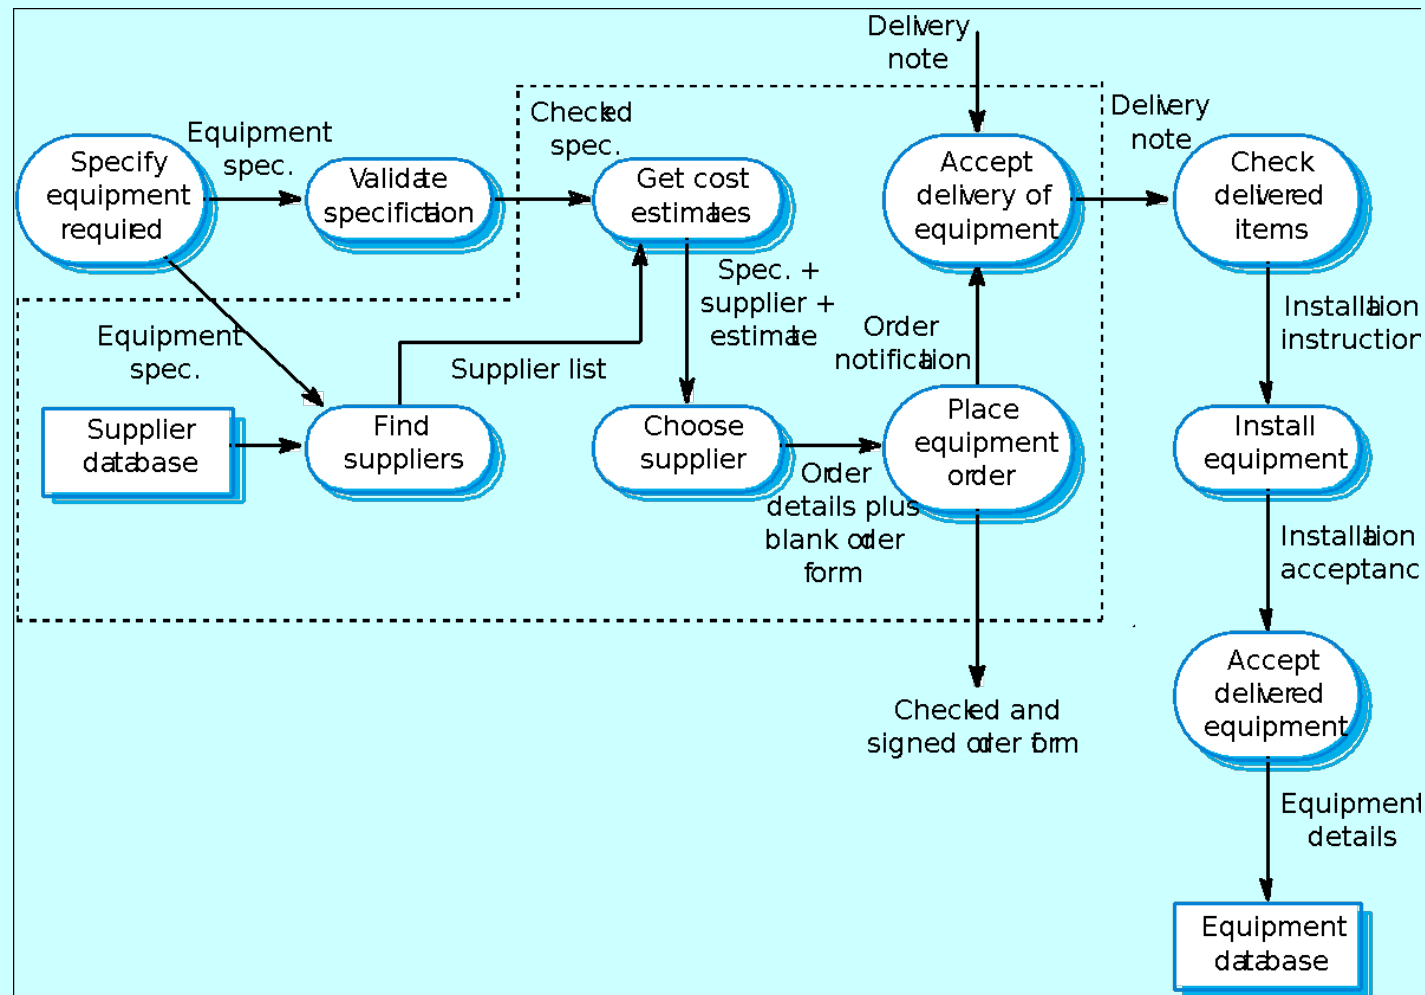 Delivery
note
Specify
equipment
required
Equipment
spec.
Validate
specification
Checked
spec.
Get cost
estimates
Accept
delivery of
equipment
Delivery
note
Check
delivered
items
Equipment
spec.
Supplier list
Spec. +
supplier +
estimate
Order
notification
Installation
instruction
Supplier
database
Find
suppliers
Choose
supplier
Order
details plus
blank order
form
Place
equipment
order
Install
equipment
Installation
acceptanc
Checked and
signed order form
Accept
delivered
equipment
Equipment
details
Equipment
database